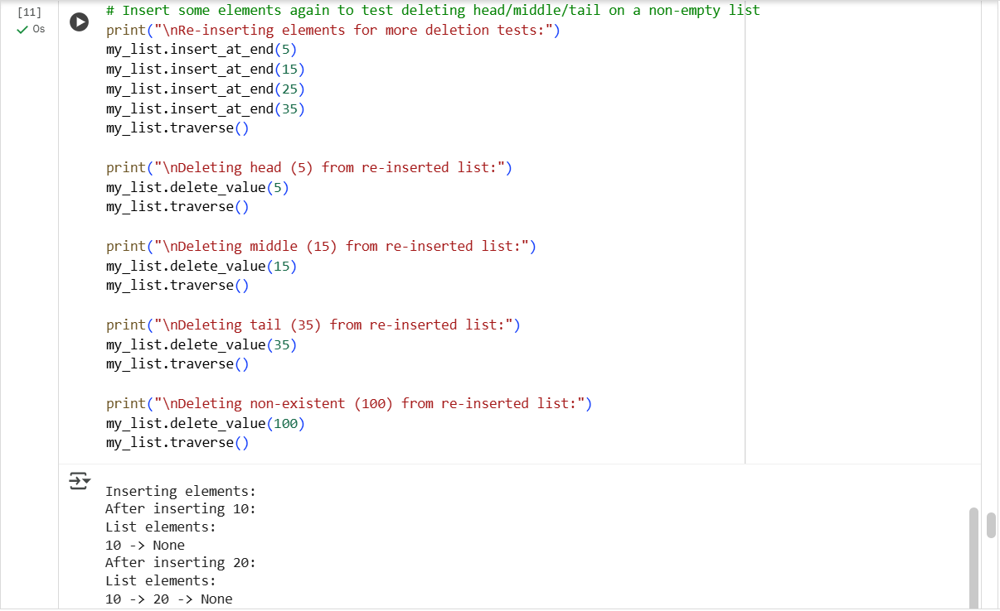 [11]
0s
# Insert some elements again to test deleting head/middle/tail on a non-empty list
print("\nRe-inserting elements for more deletion tests:")
my_list.insert_at_end(5)
my_list.insert_at_end(15)
my_list.insert_at_end(25)
my_list.insert_at_end(35)
my_list.traverse()
print("\nDeleting head (5) from re-inserted list:")
my_list.delete_value(5)
my_list.traverse()
print("\nDeleting middle (15) from re-inserted list:")
my_list.delete_value(15)
my_list.traverse()
print("\nDeleting tail (35) from re-inserted list:")
my_list.delete_value(35)
my_list.traverse()
print("\nDeleting non-existent (100) from re-inserted list:")
my_list.delete_value(100)
my_list.traverse()
Inserting elements:
After inserting 10:
List elements:
10 -> None
After inserting 20:
List elements:
10 -> 20 -> None